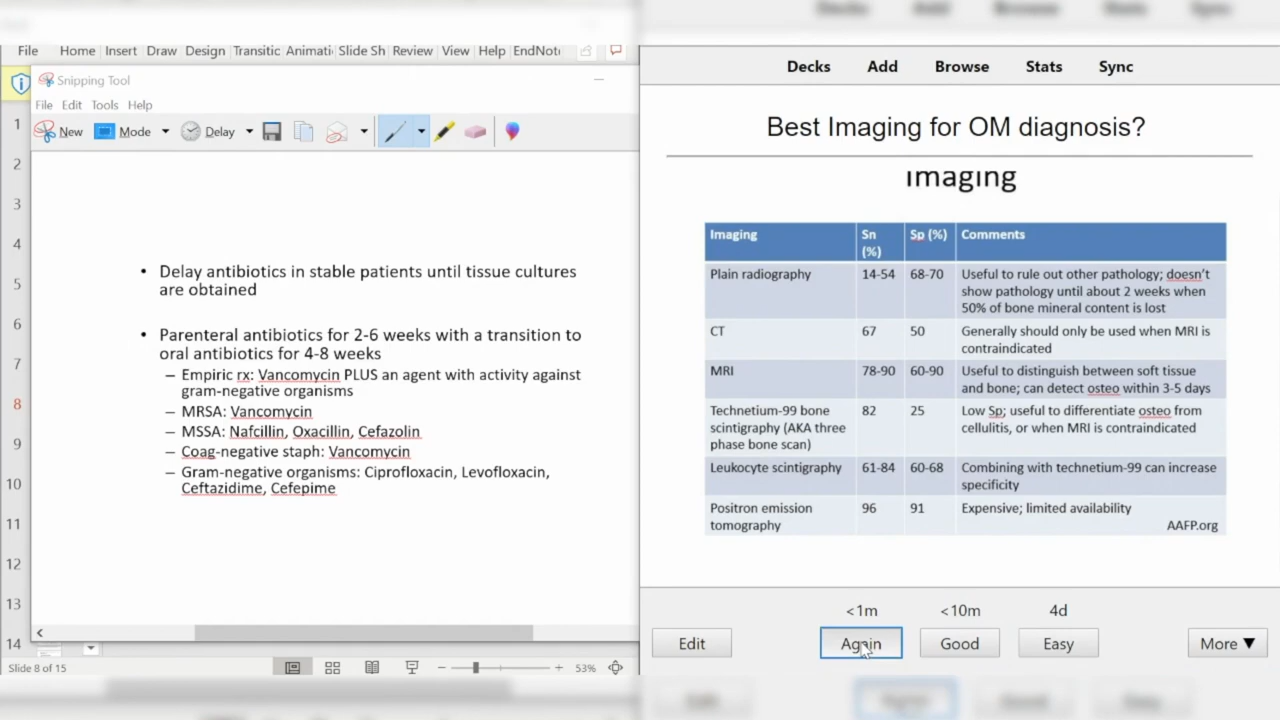 Decks Add Browse Stats Sync
File Home Insert Draw Design Transitic Animati Slide Sh Review View Help EndNot
Snipping Tool
File Edit Tools Help
New Mode Delay
1
2
3
4
5
6
7
8
9
10
11
12
13
14
• Delay antibiotics in stable patients until tissue cultures
are obtained
• Parenteral antibiotics for 2-6 weeks with a transition to
oral antibiotics for 4-8 weeks
– Empiric rx: Vancomycin PLUS an agent with activity against
gram-negative organisms
– MRSA: Vancomycin
– MSSA: Nafcillin, Oxacillin, Cefazolin
– Coag-negative staph: Vancomycin
– Gram-negative organisms: Ciprofloxacin, Levofloxacin,
Ceftazidime, Cefepime
Slide 8 of 15
53%
Decks Add Browse Stats Sync
Best Imaging for OM diagnosis?
Imaging
Imaging Sn Sp (%) Comments
(%)
Plain radiography 14-54 68-70 Useful to rule out other pathology; doesn't
show pathology until about 2 weeks when
50% of bone mineral content is lost
CT 67 50 Generally should only be used when MRI is
contraindicated
MRI 78-90 60-90 Useful to distinguish between soft tissue
and bone; can detect osteo within 3-5 days
Technetium-99 bone 82 25 Low Sp; useful to differentiate osteo from
scintigraphy (AKA three cellulitis, or when MRI is contraindicated
phase bone scan)
Leukocyte scintigraphy 61-84 60-68 Combining with technetium-99 can increase
specificity
Positron emission 96 91 Expensive; limited availability
tomography AAFP.org
<1m <10m 4d
Edit Again Good Easy More ▼
Edit Again Good Easy